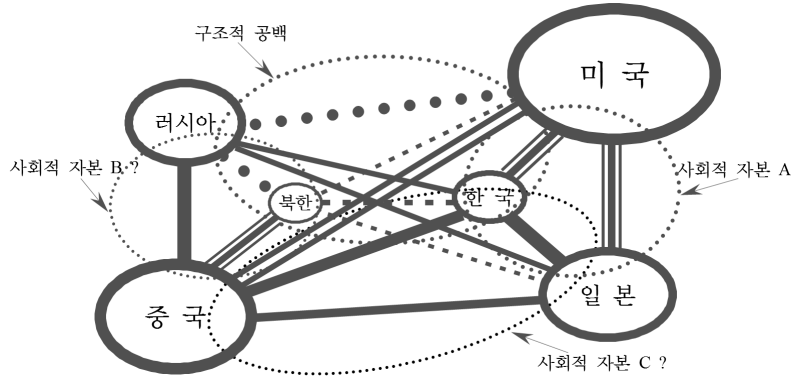 구조적 공백
미 국
러시아
사회적 자본 B ?
사회적 자본 A
북한
한 국
중 국
일 본
사회적 자본 C ?